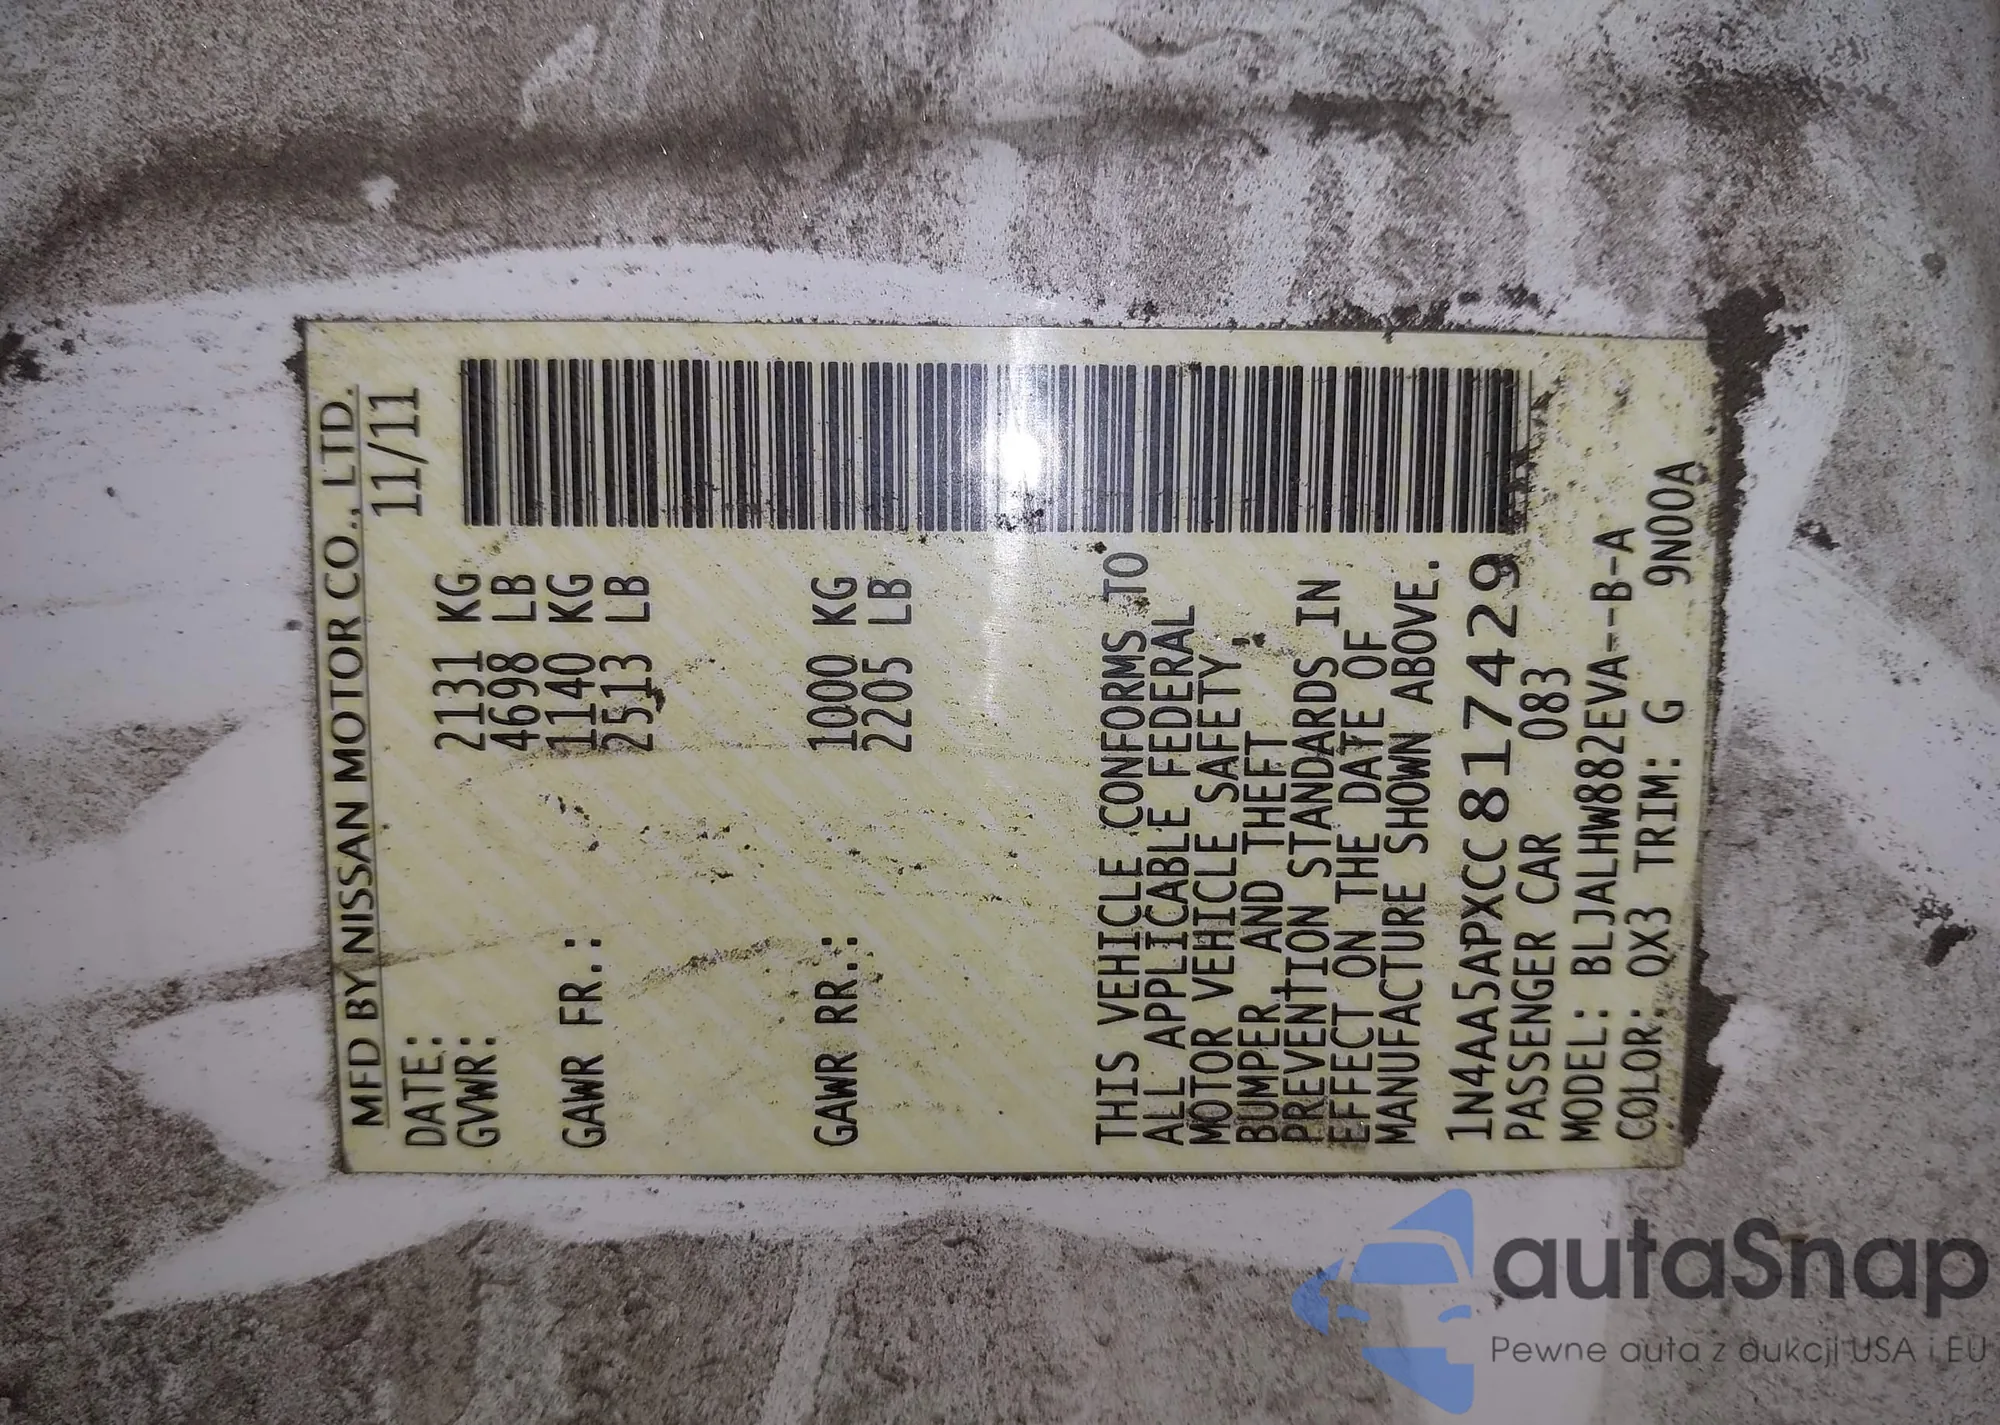 MFD BY NISSAN MOTOR CO., LTD.
DATE: 11/11
GVWR: 2131 KG
4698 LB
GAWR FR.: 1140 KG
2513 LB
GAWR RR.: 1000 KG
2205 LB
THIS VEHICLE CONFORMS TO
ALL APPLICABLE FEDERAL
MOTOR VEHICLE SAFETY,
BUMPER AND THEFT
PREVENTION STANDARDS IN
EFFECT ON THE DATE OF
MANUFACTURE SHOWN ABOVE.
1N4AA5APXCC817429
PASSENGER CAR 083
MODEL: BLJALHW882EVA--B-A
COLOR: QX3 TRIM: G 9N00A
autaSnap
Pewne auta z aukcji USA i EU